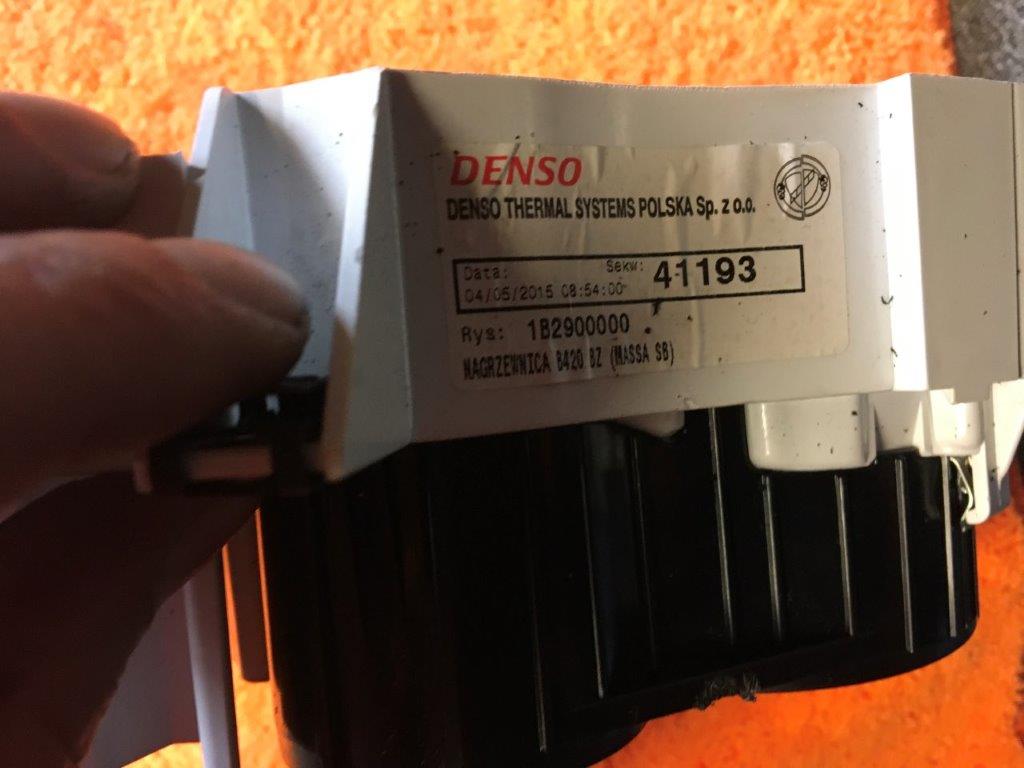 DENSO
DENSO THERMAL SYSTEMS POLSKA Sp. z o.o.
Data: Sekw: 41193
04/05/2015 08:54:00
Rys: 1B2900000
NAGRZEWNICA B420 BZ (MASSA SB)